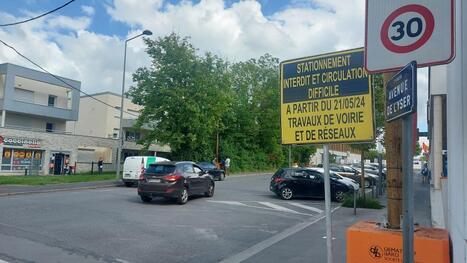 30
STATIONNEMENT
INTERDIT ET CIRCULATION
DIFFICILE
A PARTIR DU 21/05/24
TRAVAUX DE VOIRIE
ET DE RÉSEAUX
AVENUE
DE L'YSER
Coccinelle